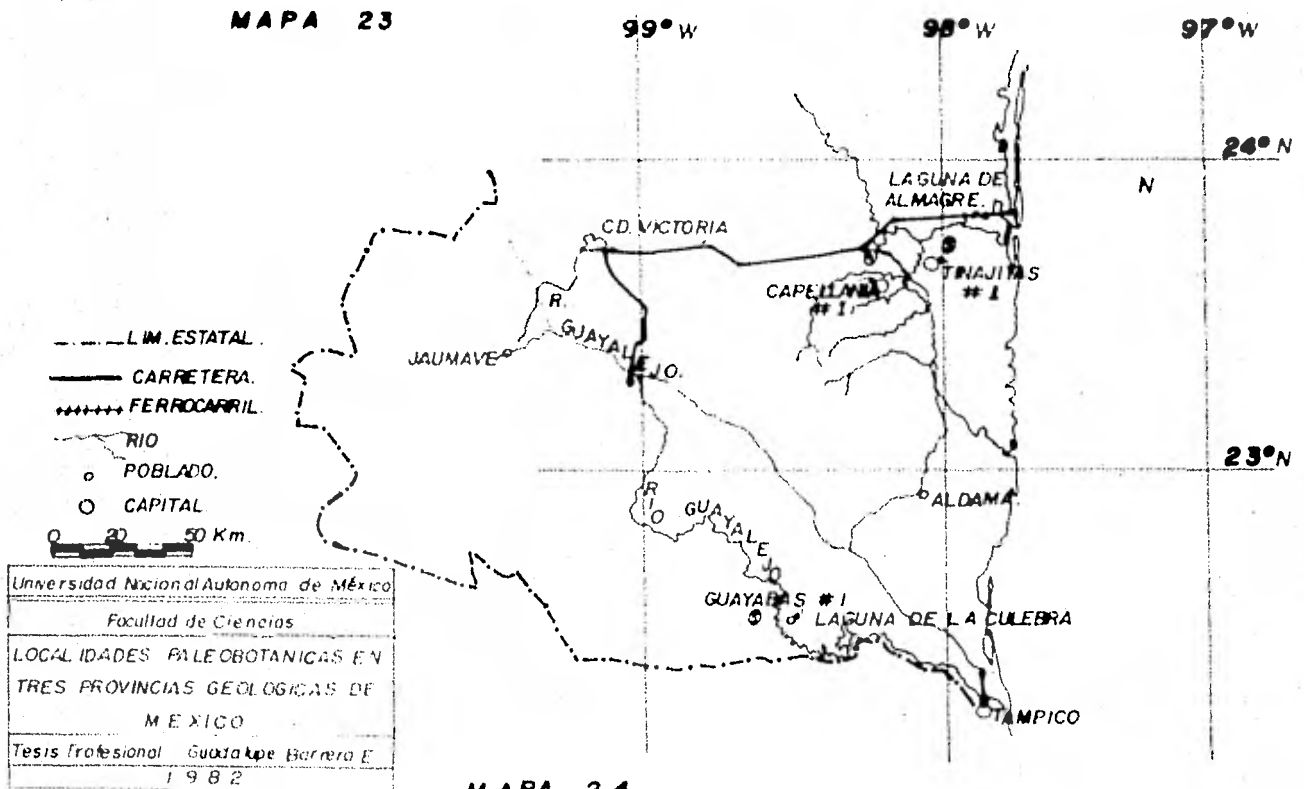 MAPA 23
99° W
98° W
97° W
24° N
N
LAGUNA DE
ALMAGRE.
CD. VICTORIA
TINAJITAS
# 1
CAPELLANIA
# 1
R.
GUAYALEJO.
JAUMAVE
LIM. ESTATAL.
CARRETERA.
FERROCARRIL.
RIO
POBLADO.
CAPITAL
0 20 50 Km.
23° N
ALDAMA.
RIO GUAYALEJO
GUAYABAS # 1
LAGUNA DE LA CULEBRA
TAMPICO
Universidad Nacional Autonoma de México
Facultad de Ciencias
LOCALIDADES PALEOBOTANICAS EN
TRES PROVINCIAS GEOLOGICAS DE
MEXICO
Tesis Profesional Guadalupe Barrera E
1982
MAPA 24